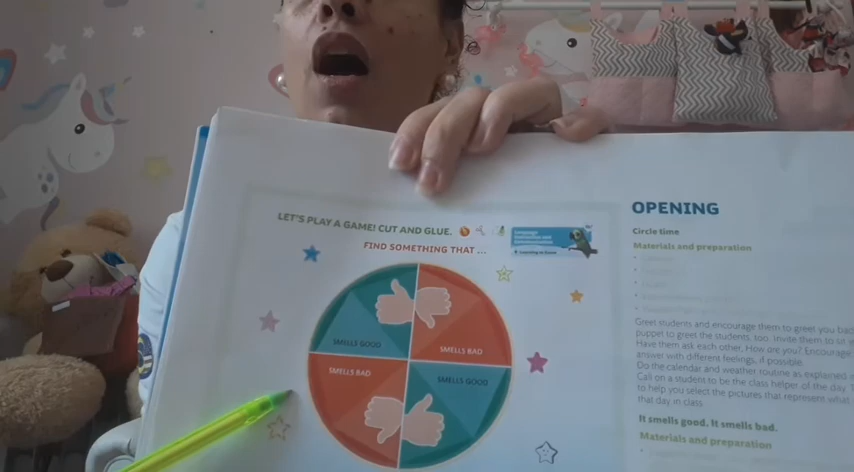 LET'S PLAY A GAME! CUT AND GLUE.
FIND SOMETHING THAT ...
SMELLS GOOD
SMELLS BAD
SMELLS BAD
SMELLS GOOD
OPENING
Circle time
Materials and preparation
Greet students and encourage them to greet you bac
puppet to greet the students, too. Invite them to sit in
Have them ask each other, How are you? Encourage
answer with different feelings, if possible.
Do the calendar and weather routine as explained
Call on a student to be the class helper of the day.
to help you select the pictures that represent what
that day in class.
It smells good. It smells bad.
Materials and preparation